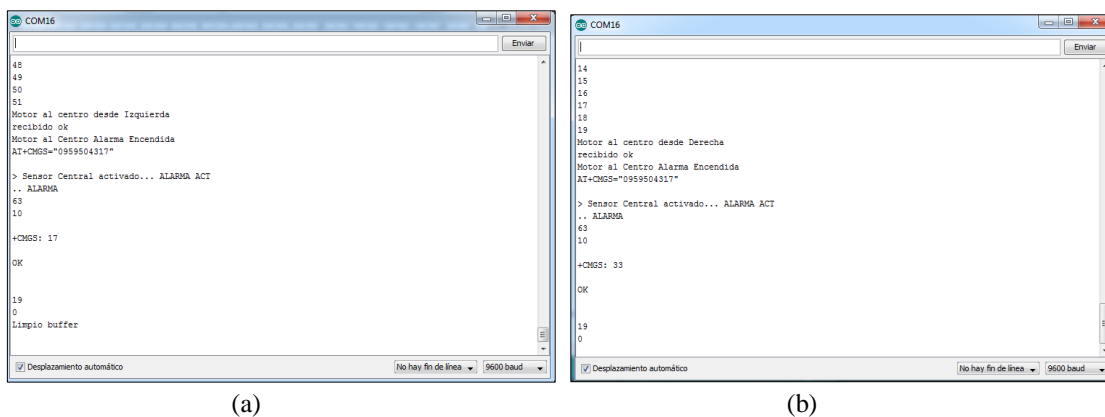 COM16
Enviar
48
49
50
51
Motor al centro desde Izquierda
recibido ok
Motor al Centro Alarma Encendida
AT+CMGS="0959504317"
> Sensor Central activado... ALARMA ACT
.. ALARMA
63
10
+CMGS: 17
OK
19
0
Limpio buffer
Desplazamiento automático
No hay fin de línea
9600 baud
(a)
COM16
Enviar
14
15
16
17
18
19
Motor al centro desde Derecha
recibido ok
Motor al Centro Alarma Encendida
AT+CMGS="0959504317"
> Sensor Central activado... ALARMA ACT
.. ALARMA
63
10
+CMGS: 33
OK
19
0
Desplazamiento automático
No hay fin de línea
9600 baud
(b)